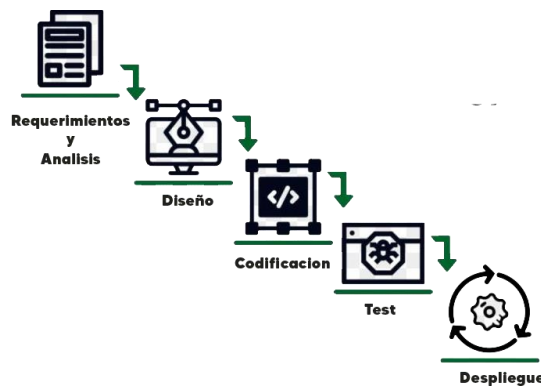 Requerimientos
y
Analisis
Diseño
</>
Codificacion
Test
Despliegue